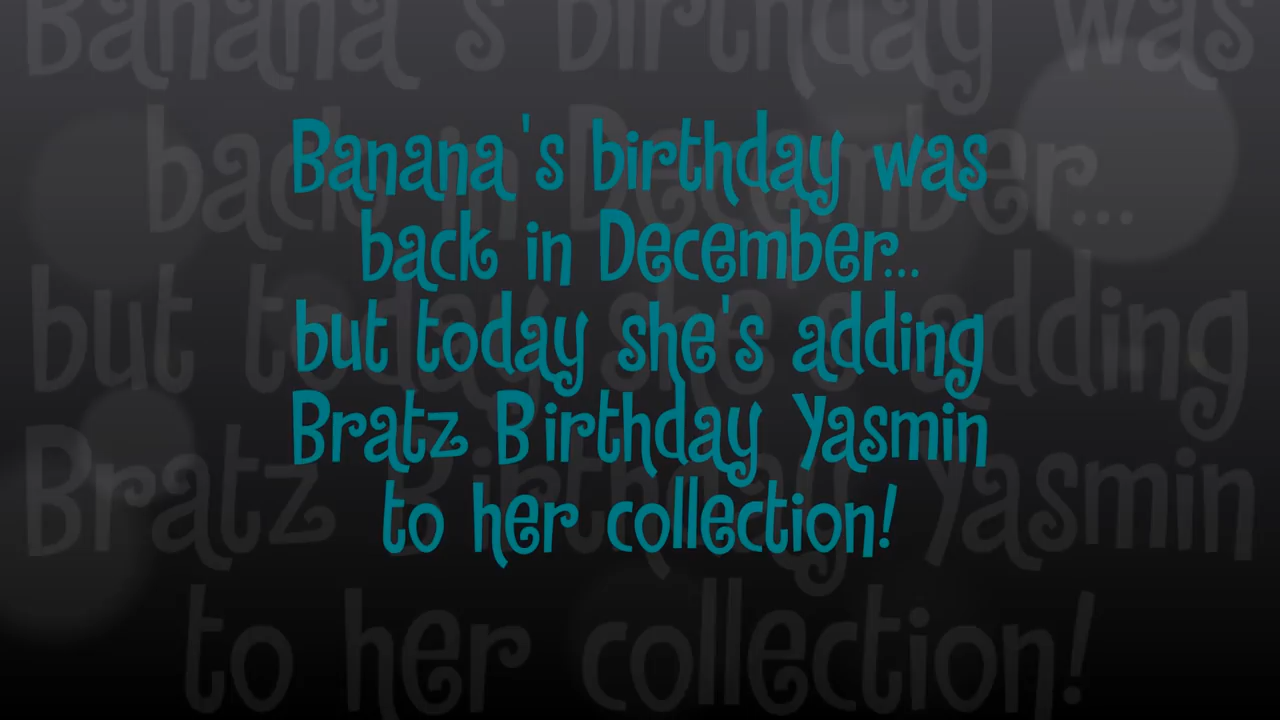 Banana's birthday was
back in December...
but today she's adding
Bratz Birthday Yasmin
to her collection!